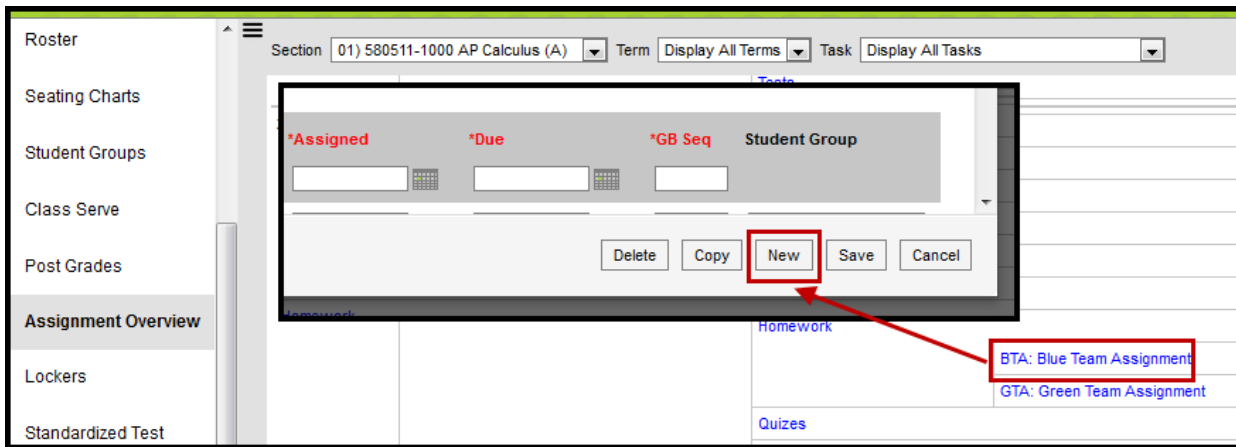 Roster
Seating Charts
Student Groups
Class Serve
Post Grades
Assignment Overview
Lockers
Standardized Test
Section 01) 580511-1000 AP Calculus (A) Term Display All Terms Task Display All Tasks
*Assigned *Due *GB Seq Student Group
Delete Copy New Save Cancel
Homework
BTA: Blue Team Assignment
GTA: Green Team Assignment
Quizes